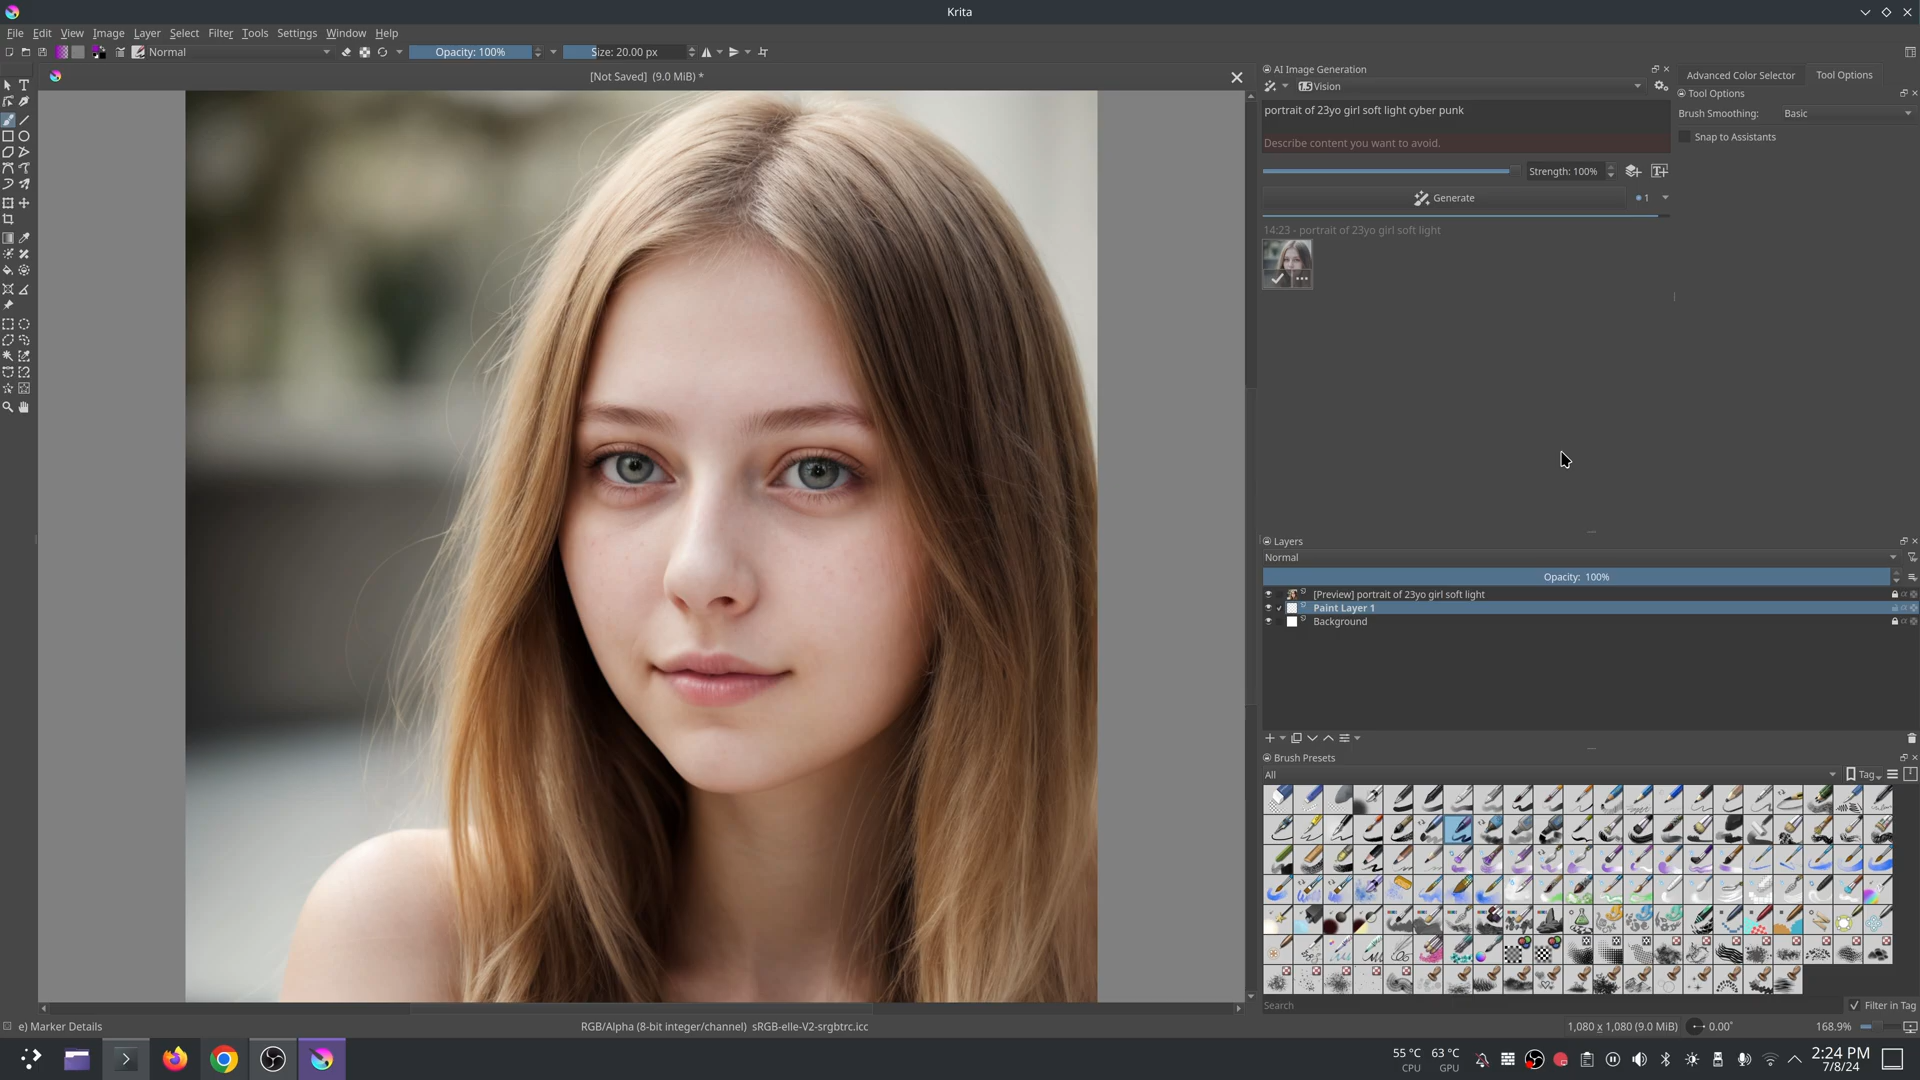 Krita
File Edit View Image Layer Select Filter Tools Settings Window Help
Normal
Opacity: 100%
Size: 20.00 px
[Not Saved] (9.0 MiB) *
AI Image Generation
1.5 Vision
portrait of 23yo girl soft light cyber punk
Describe content you want to avoid.
Strength: 100%
Generate
1
14:23 - portrait of 23yo girl soft light
Advanced Color Selector
Tool Options
Tool Options
Brush Smoothing: Basic
Snap to Assistants
Layers
Normal
Opacity: 100%
[Preview] portrait of 23yo girl soft light
Paint Layer 1
Background
Brush Presets
All
Tag
Search
Filter in Tag
e) Marker Details
RGB/Alpha (8-bit integer/channel) sRGB-elle-V2-srgbtrc.icc
1,080 x 1,080 (9.0 MiB)
0.00°
168.9%
55 °C 63 °C
CPU GPU
2:24 PM
7/8/24